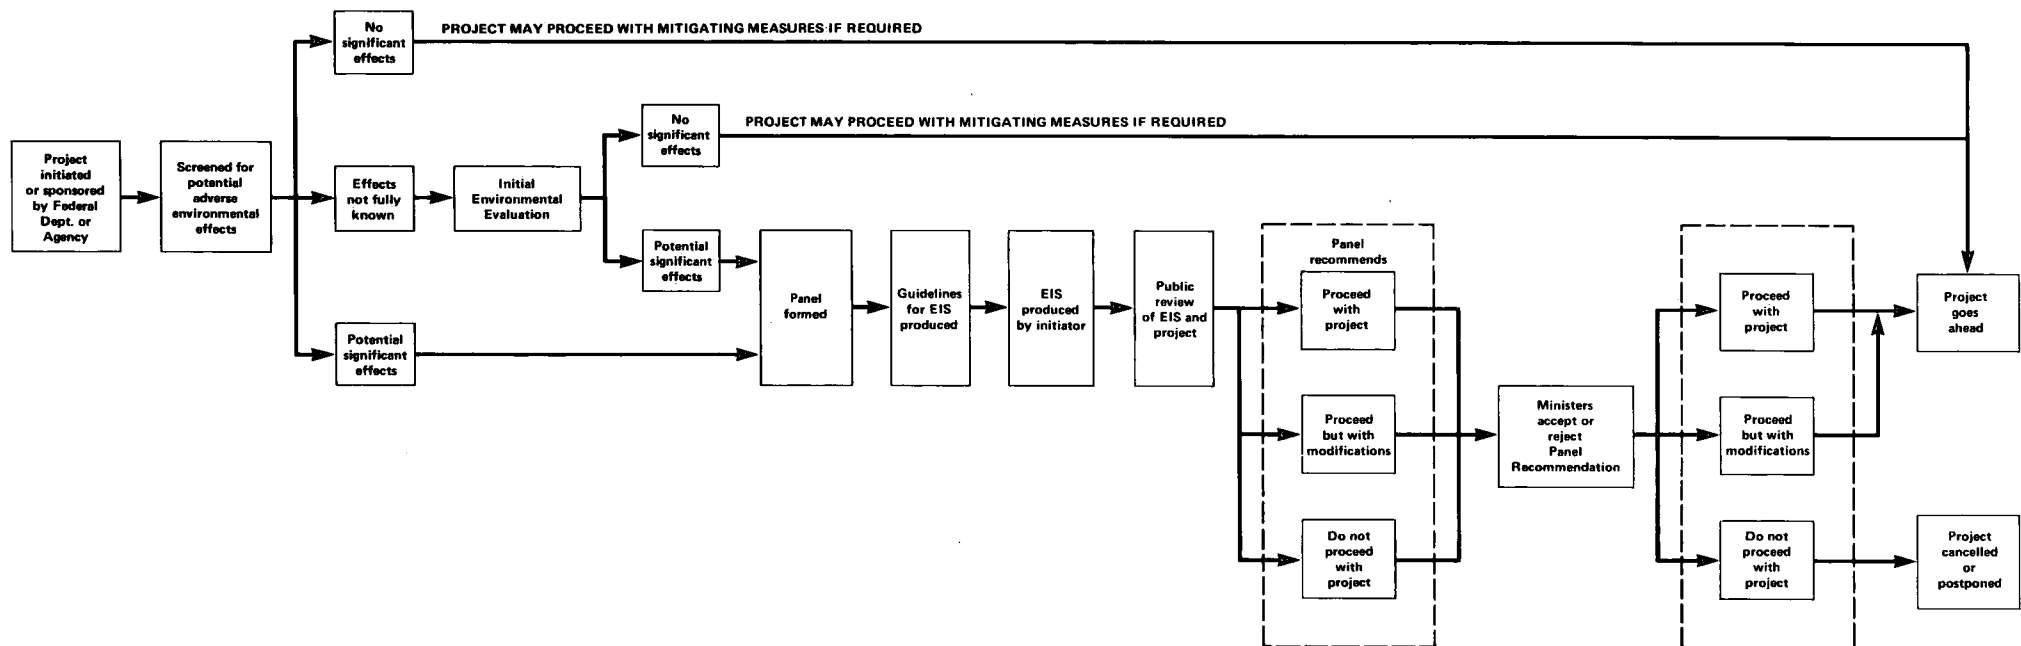 Project
initiated
or sponsored
by Federal
Dept. or
Agency
Screened for
potential
adverse
environmental
effects
No
significant
effects
PROJECT MAY PROCEED WITH MITIGATING MEASURES IF REQUIRED
Effects
not fully
known
Initial
Environmental
Evaluation
No
significant
effects
PROJECT MAY PROCEED WITH MITIGATING MEASURES IF REQUIRED
Potential
significant
effects
Potential
significant
effects
Panel
formed
Guidelines
for EIS
produced
EIS
produced
by initiator
Public
review
of EIS and
project
Panel
recommends
Proceed
with
project
Proceed
but with
modifications
Do not
proceed
with
project
Ministers
accept or
reject
Panel
Recommendation
Proceed
with
project
Proceed
but with
modifications
Do not
proceed
with
project
Project
goes
ahead
Project
cancelled
or
postponed